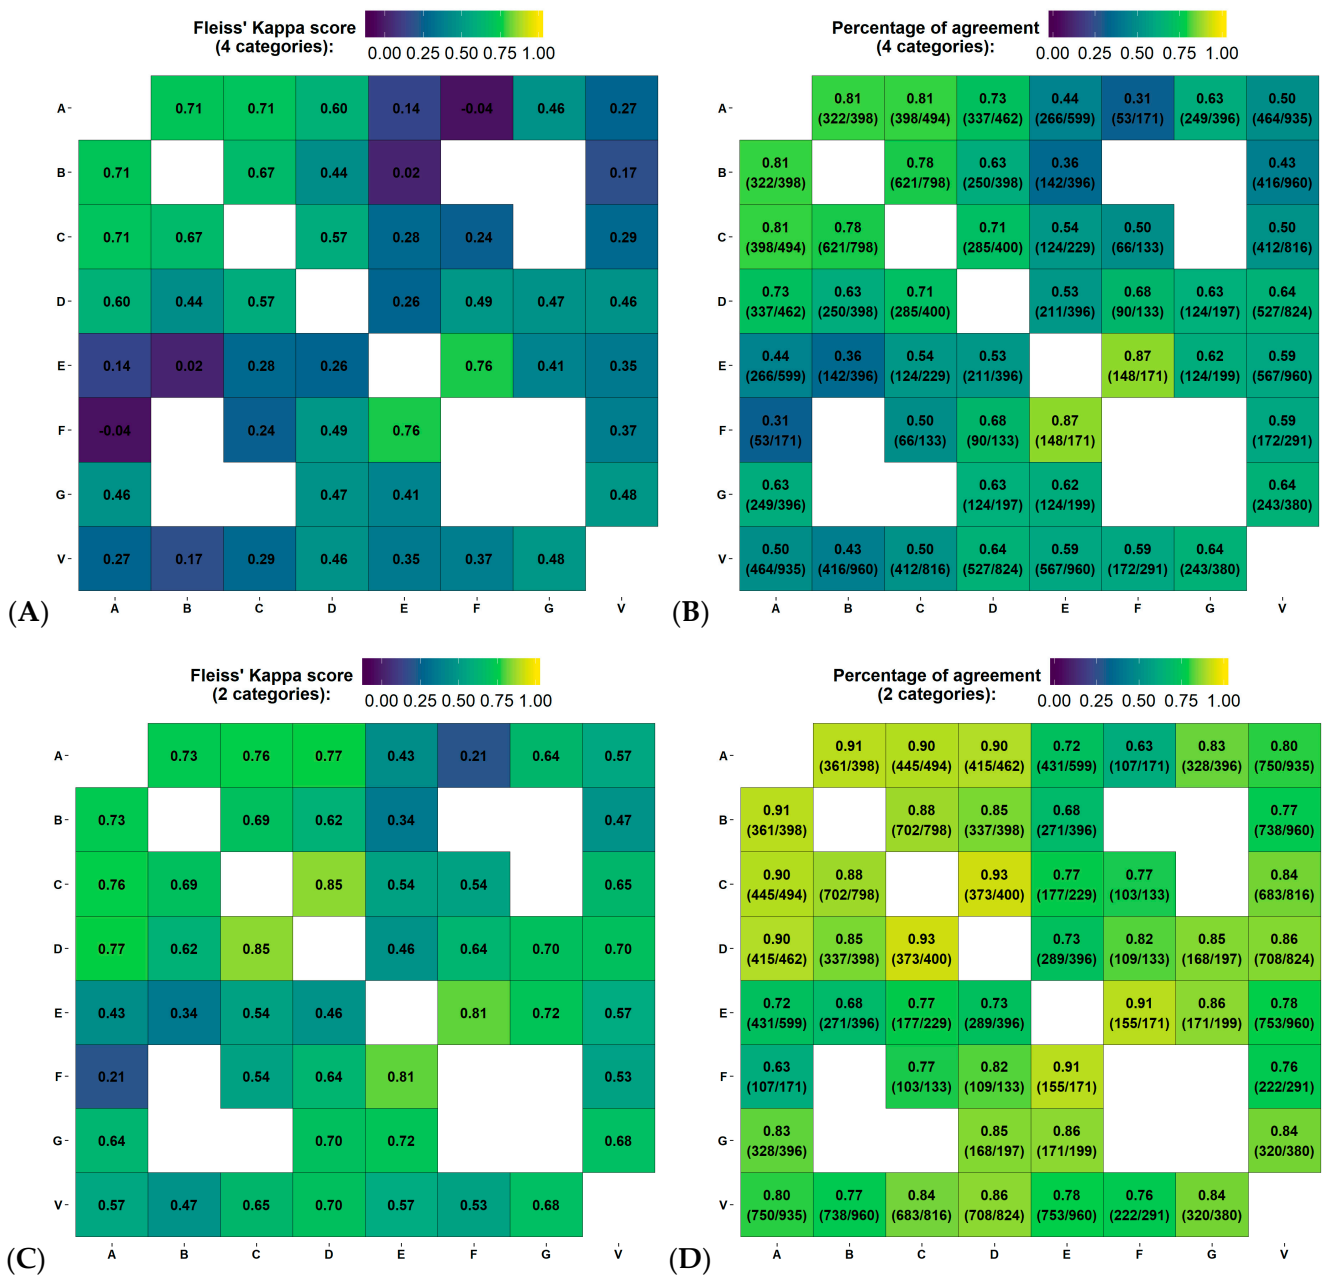 Fleiss' Kappa score
(4 categories):
0.00 0.25 0.50 0.75 1.00
A 0.71 0.71 0.60 0.14 -0.04 0.46 0.27
B 0.71 0.67 0.44 0.02 0.17
C 0.71 0.67 0.57 0.28 0.24 0.29
D 0.60 0.44 0.57 0.26 0.49 0.47 0.46
E 0.14 0.02 0.28 0.26 0.76 0.41 0.35
F -0.04 0.24 0.49 0.76 0.37
G 0.46 0.47 0.41 0.48
V 0.27 0.17 0.29 0.46 0.35 0.37 0.48
A B C D E F G V
(A)
Percentage of agreement
(4 categories):
0.00 0.25 0.50 0.75 1.00
A 0.81 0.81 0.73 0.44 0.31 0.63 0.50
(322/398) (398/494) (337/462) (266/599) (53/171) (249/396) (464/935)
B 0.81 0.78 0.63 0.36 0.43
(322/398) (621/798) (250/398) (142/396) (416/960)
C 0.81 0.78 0.71 0.54 0.50 0.50
(398/494) (621/798) (285/400) (124/229) (66/133) (412/816)
D 0.73 0.63 0.71 0.53 0.68 0.63 0.64
(337/462) (250/398) (285/400) (211/396) (90/133) (124/197) (527/824)
E 0.44 0.36 0.54 0.53 0.87 0.62 0.59
(266/599) (142/396) (124/229) (211/396) (148/171) (124/199) (567/960)
F 0.31 0.50 0.68 0.87 0.59
(53/171) (66/133) (90/133) (148/171) (172/291)
G 0.63 0.63 0.62 0.64
(249/396) (124/197) (124/199) (243/380)
V 0.50 0.43 0.50 0.64 0.59 0.59 0.64
(464/935) (416/960) (412/816) (527/824) (567/960) (172/291) (243/380)
A B C D E F G V
(B)
Fleiss' Kappa score
(2 categories):
0.00 0.25 0.50 0.75 1.00
A 0.73 0.76 0.77 0.43 0.21 0.64 0.57
B 0.73 0.69 0.62 0.34 0.47
C 0.76 0.69 0.85 0.54 0.54 0.65
D 0.77 0.62 0.85 0.46 0.64 0.70 0.70
E 0.43 0.34 0.54 0.46 0.81 0.72 0.57
F 0.21 0.54 0.64 0.81 0.53
G 0.64 0.70 0.72 0.68
V 0.57 0.47 0.65 0.70 0.57 0.53 0.68
A B C D E F G V
(C)
Percentage of agreement
(2 categories):
0.00 0.25 0.50 0.75 1.00
A 0.91 0.90 0.90 0.72 0.63 0.83 0.80
(361/398) (445/494) (415/462) (431/599) (107/171) (328/396) (750/935)
B 0.91 0.88 0.85 0.68 0.77
(361/398) (702/798) (337/398) (271/396) (738/960)
C 0.90 0.88 0.93 0.77 0.77 0.84
(445/494) (702/798) (373/400) (177/229) (103/133) (683/816)
D 0.90 0.85 0.93 0.73 0.82 0.85 0.86
(415/462) (337/398) (373/400) (289/396) (109/133) (168/197) (708/824)
E 0.72 0.68 0.77 0.73 0.91 0.86 0.78
(431/599) (271/396) (177/229) (289/396) (155/171) (171/199) (753/960)
F 0.63 0.77 0.82 0.91 0.76
(107/171) (103/133) (109/133) (155/171) (222/291)
G 0.83 0.85 0.86 0.84
(328/396) (168/197) (171/199) (320/380)
V 0.80 0.77 0.84 0.86 0.78 0.76 0.84
(750/935) (738/960) (683/816) (708/824) (753/960) (222/291) (320/380)
A B C D E F G V
(D)